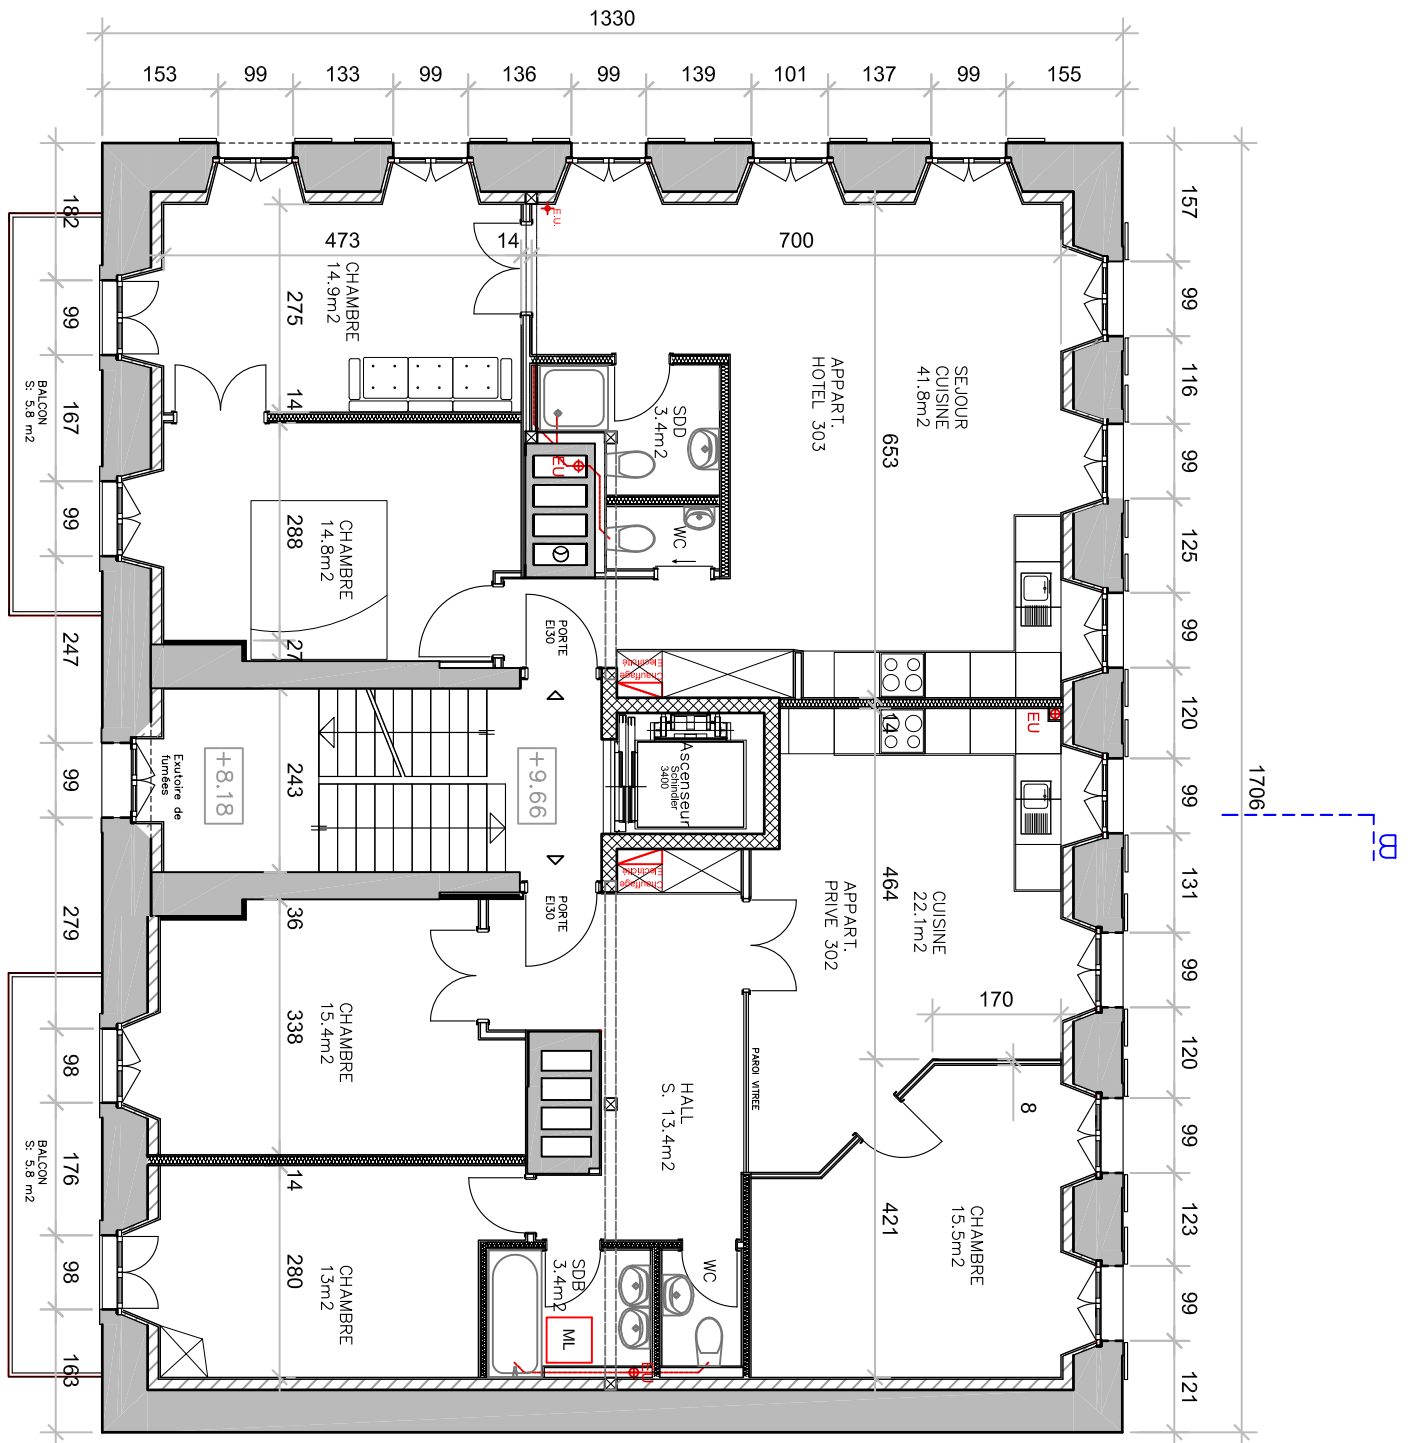 1330
153
99
133
99
136
99
139
101
137
99
155
182
99
167
99
247
99
279
98
176
98
163
157
99
116
99
125
99
120
99
131
99
120
99
123
99
121
1706
B
473
14
700
E.U.
CHAMBRE
14.9m2
275
14
BALCON
S: 5.8 m2
APPART.
HOTEL 303
SEJOUR
CUISINE
41.8m2
653
SDD
3.4m2
EU
WC
CHAMBRE
14.8m2
288
27
PORTE
EI30
Chauffage
Electricité
14
EU
Ascenseur
Schindler
3400
Exutoire de
fumées
+8.18
243
+9.66
PORTE
EI30
Chauffage
Electricité
36
APPART.
PRIVE 302
464
CUISINE
22.1m2
170
8
CHAMBRE
15.4m2
338
PAROI VITREE
HALL
S. 13.4m2
14
BALCON
S: 5.8 m2
421
CHAMBRE
15.5m2
CHAMBRE
13m2
280
SDB
3.4m2
WC
ML
EU